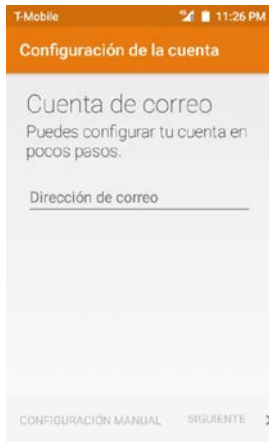 T-Mobile 11:26 PM
Configuración de la cuenta
Cuenta de correo
Puedes configurar tu cuenta en
pocos pasos.
Dirección de correo
CONFIGURACIÓN MANUAL SIGUIENTE